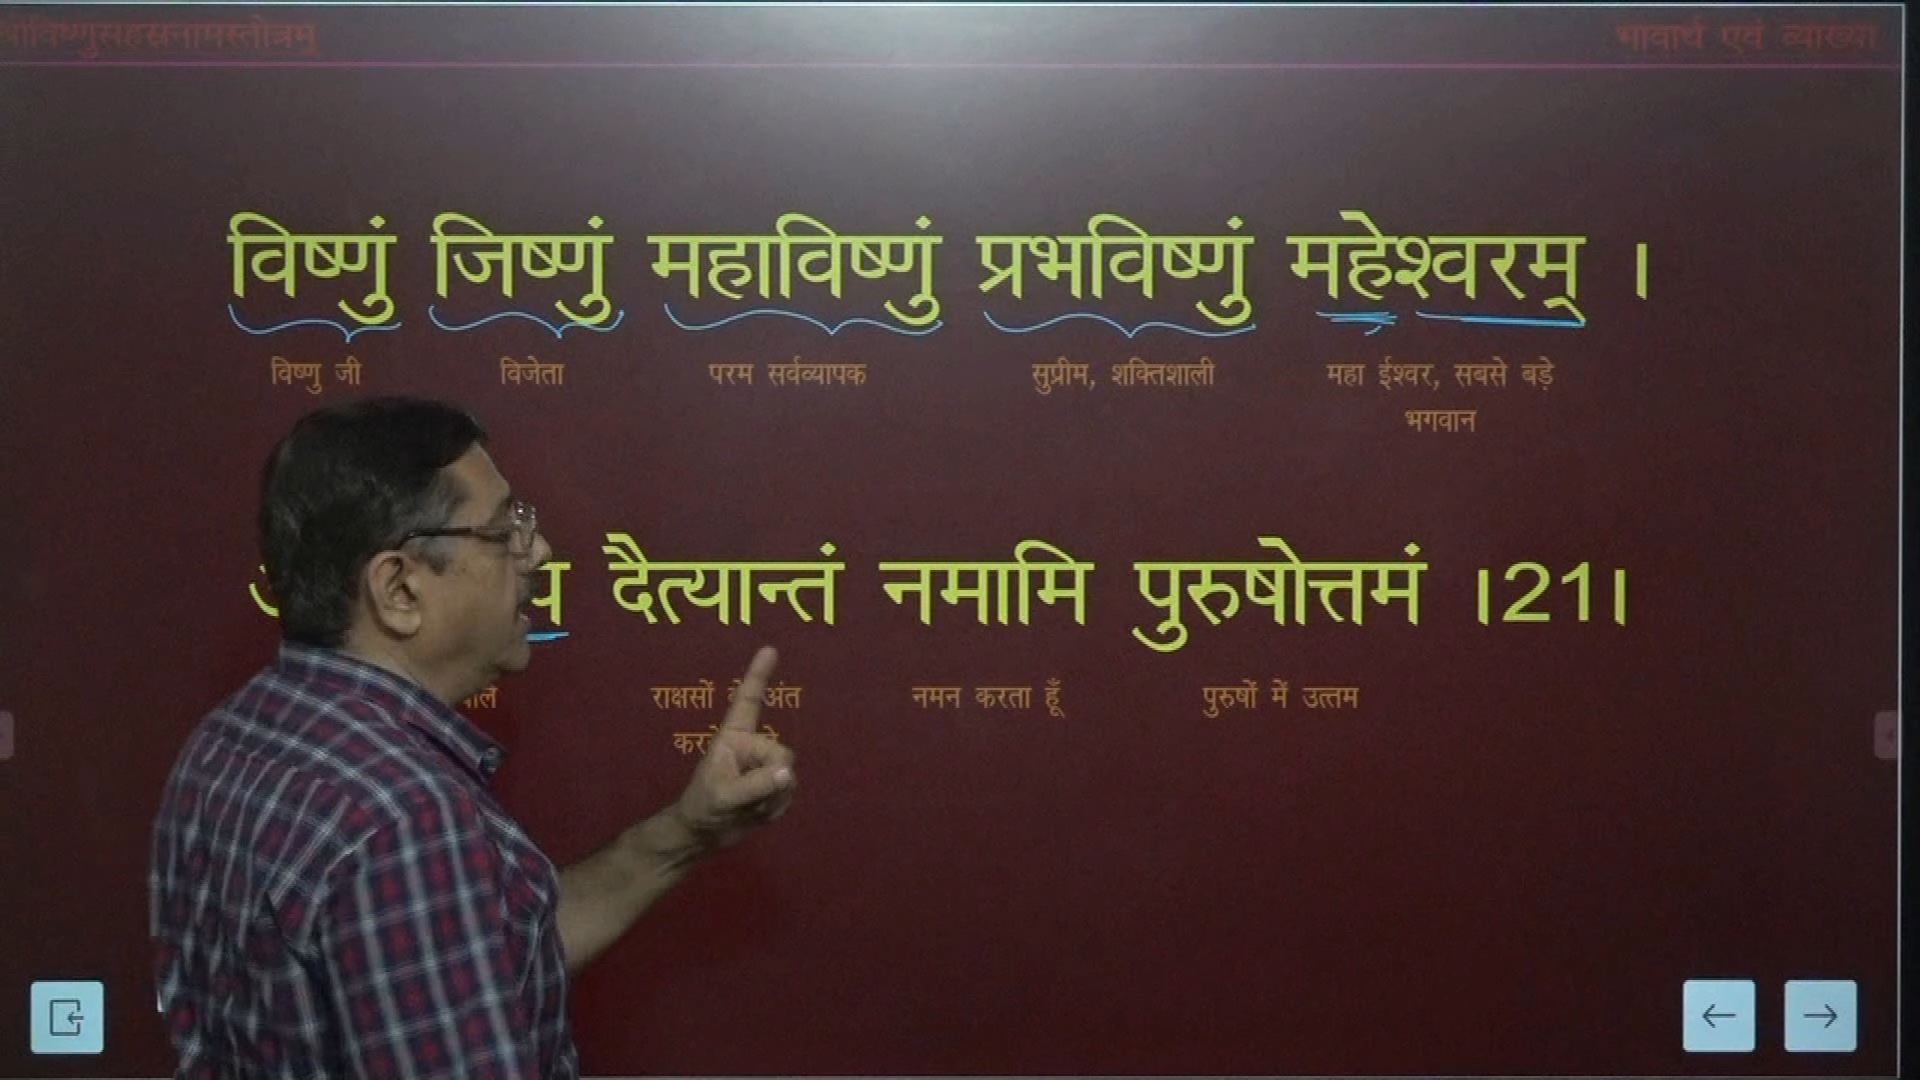 श्रीविष्णुसहस्रनामस्तोत्रम्
भावार्थ एवं व्याख्या
विष्णुं जिष्णुं महाविष्णुं प्रभविष्णुं महेश्वरम् ।
विष्णु जी विजेता परम सर्वव्यापक सुप्रीम, शक्तिशाली महा ईश्वर, सबसे बड़े
भगवान
दैत्यान्तं नमामि पुरुषोत्तमं ।21।
राक्षसों अंत नमन करता हूँ पुरुषों में उत्तम